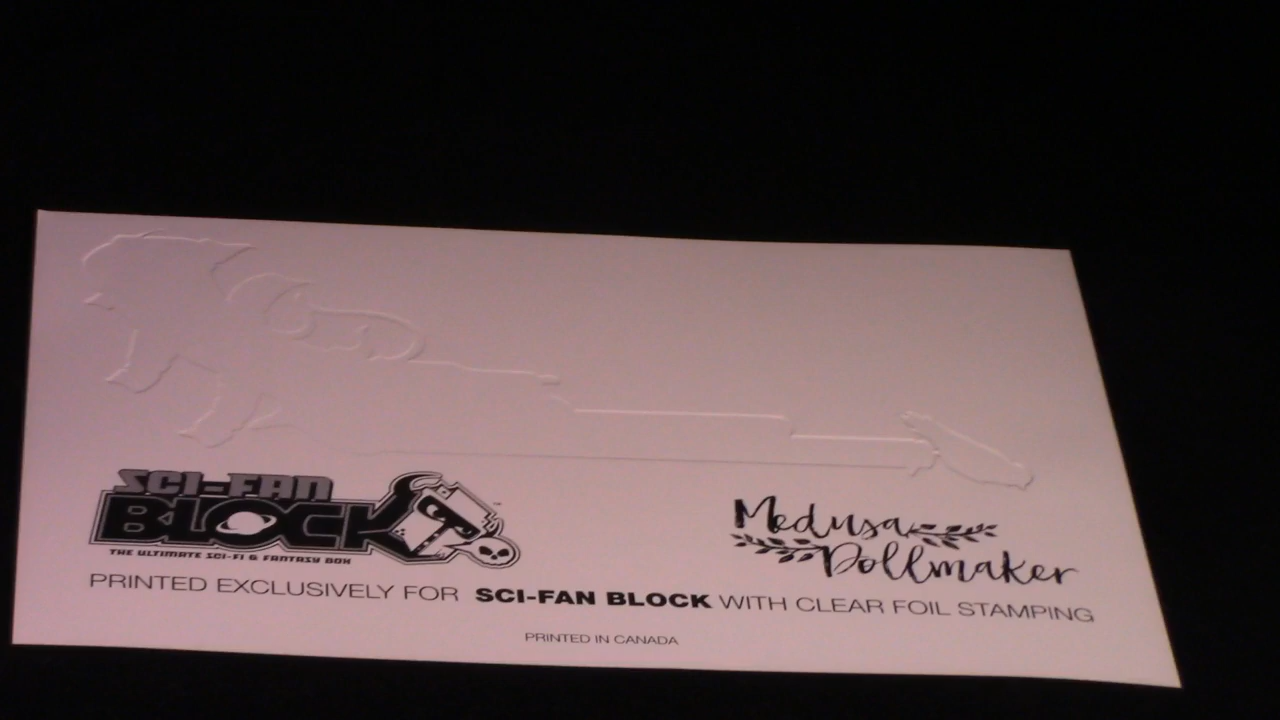 SCI-FAN
BLOCK
THE ULTIMATE SCI-FI & FANTASY BOX
Medusa
Dollmaker
PRINTED EXCLUSIVELY FOR SCI-FAN BLOCK WITH CLEAR FOIL STAMPING
PRINTED IN CANADA